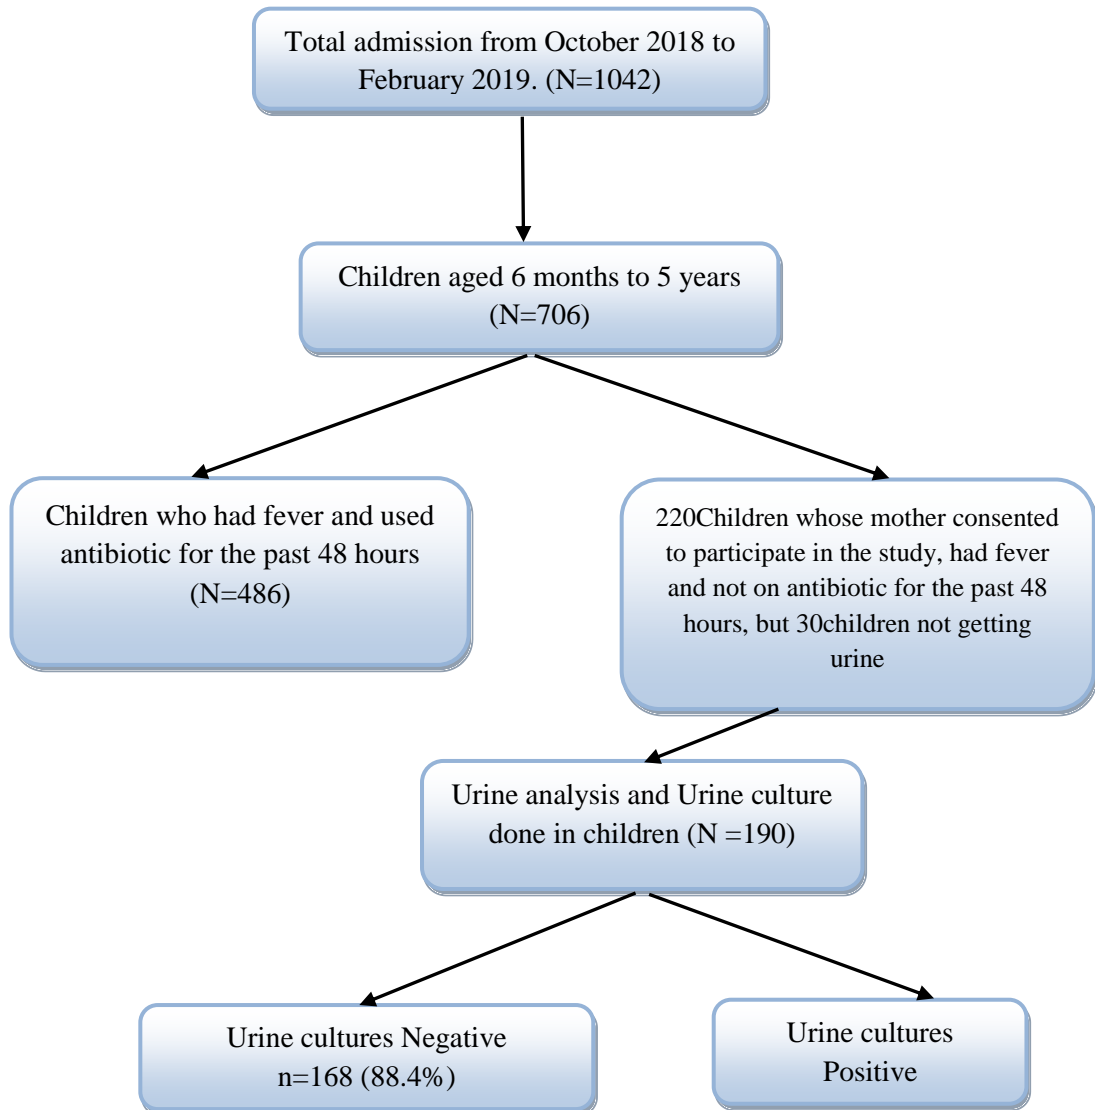 Total admission from October 2018 to
February 2019. (N=1042)
Children aged 6 months to 5 years
(N=706)
Children who had fever and used
antibiotic for the past 48 hours
(N=486)
220Children whose mother consented
to participate in the study, had fever
and not on antibiotic for the past 48
hours, but 30children not getting
urine
Urine analysis and Urine culture
done in children (N =190)
Urine cultures Negative
n=168 (88.4%)
Urine cultures
Positive